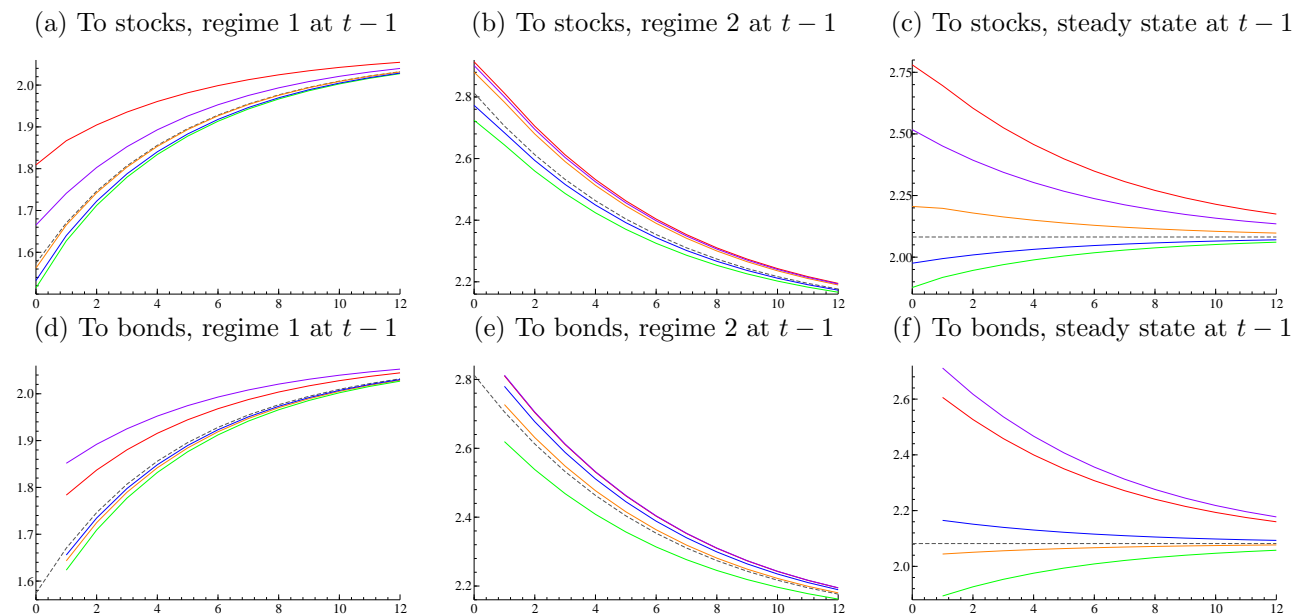 (a) To stocks, regime 1 at t − 1
(b) To stocks, regime 2 at t − 1
(c) To stocks, steady state at t − 1
2.0
1.9
1.8
1.7
1.6
0 2 4 6 8 10 12
2.8
2.6
2.4
2.2
0 2 4 6 8 10 12
2.75
2.50
2.25
2.00
0 2 4 6 8 10 12
(d) To bonds, regime 1 at t − 1
(e) To bonds, regime 2 at t − 1
(f) To bonds, steady state at t − 1
2.0
1.9
1.8
1.7
1.6
0 2 4 6 8 10 12
2.8
2.6
2.4
2.2
0 2 4 6 8 10 12
2.6
2.4
2.2
2.0
0 2 4 6 8 10 12